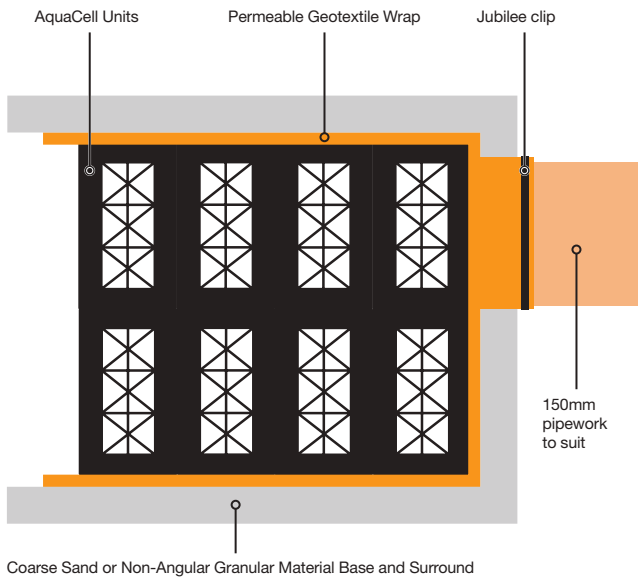 AquaCell Units
Permeable Geotextile Wrap
Jubilee clip
150mm
pipework
to suit
Coarse Sand or Non-Angular Granular Material Base and Surround